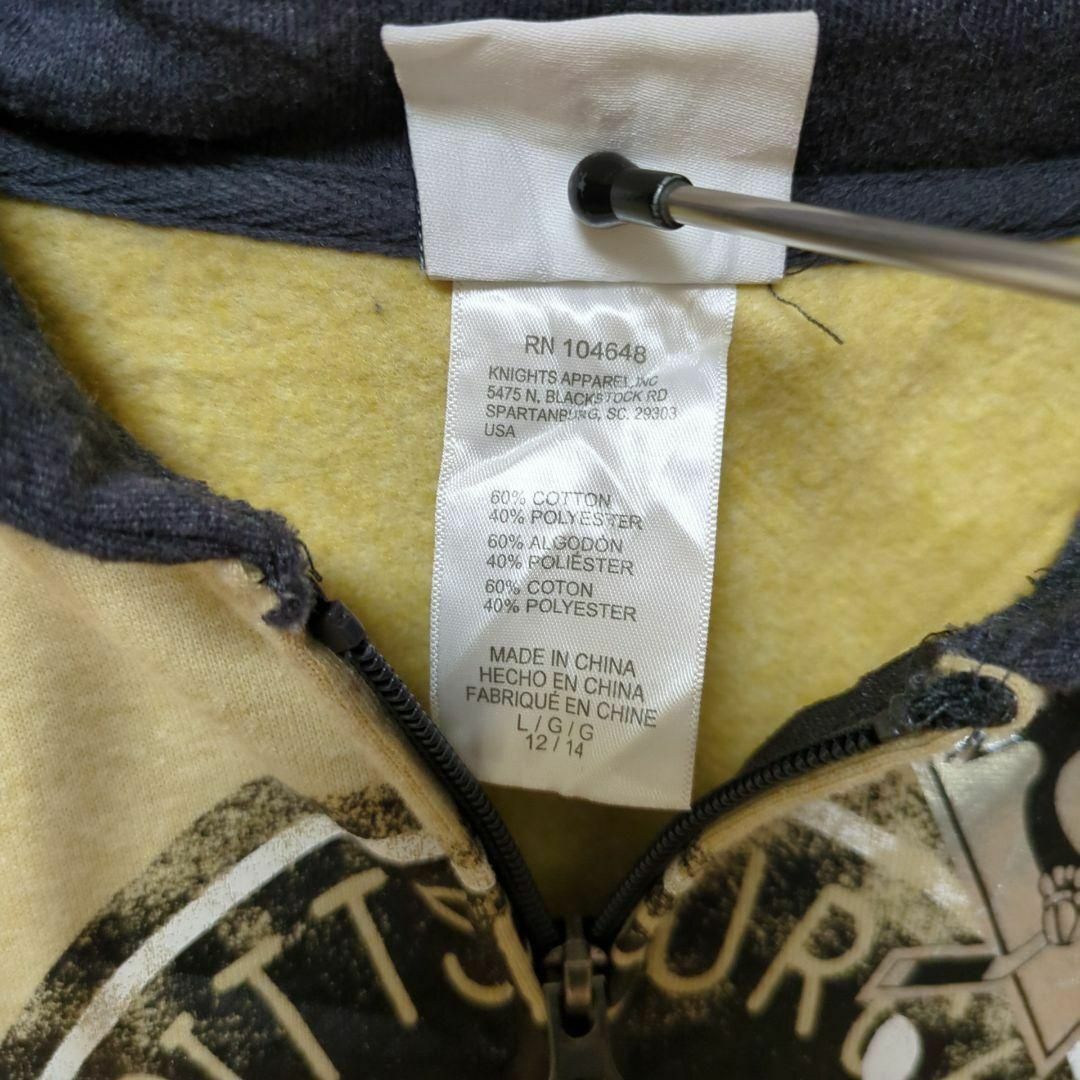 RN 104648
KNIGHTS APPAREL INC
5475 N. BLACKSTOCK RD
SPARTANBURG, SC. 29303
USA
60% COTTON
40% POLYESTER
60% ALGODÓN
40% POLIÉSTER
60% COTON
40% POLYESTER
MADE IN CHINA
HECHO EN CHINA
FABRIQUÉ EN CHINE
L / G / G
12 / 14
PITTSBURG